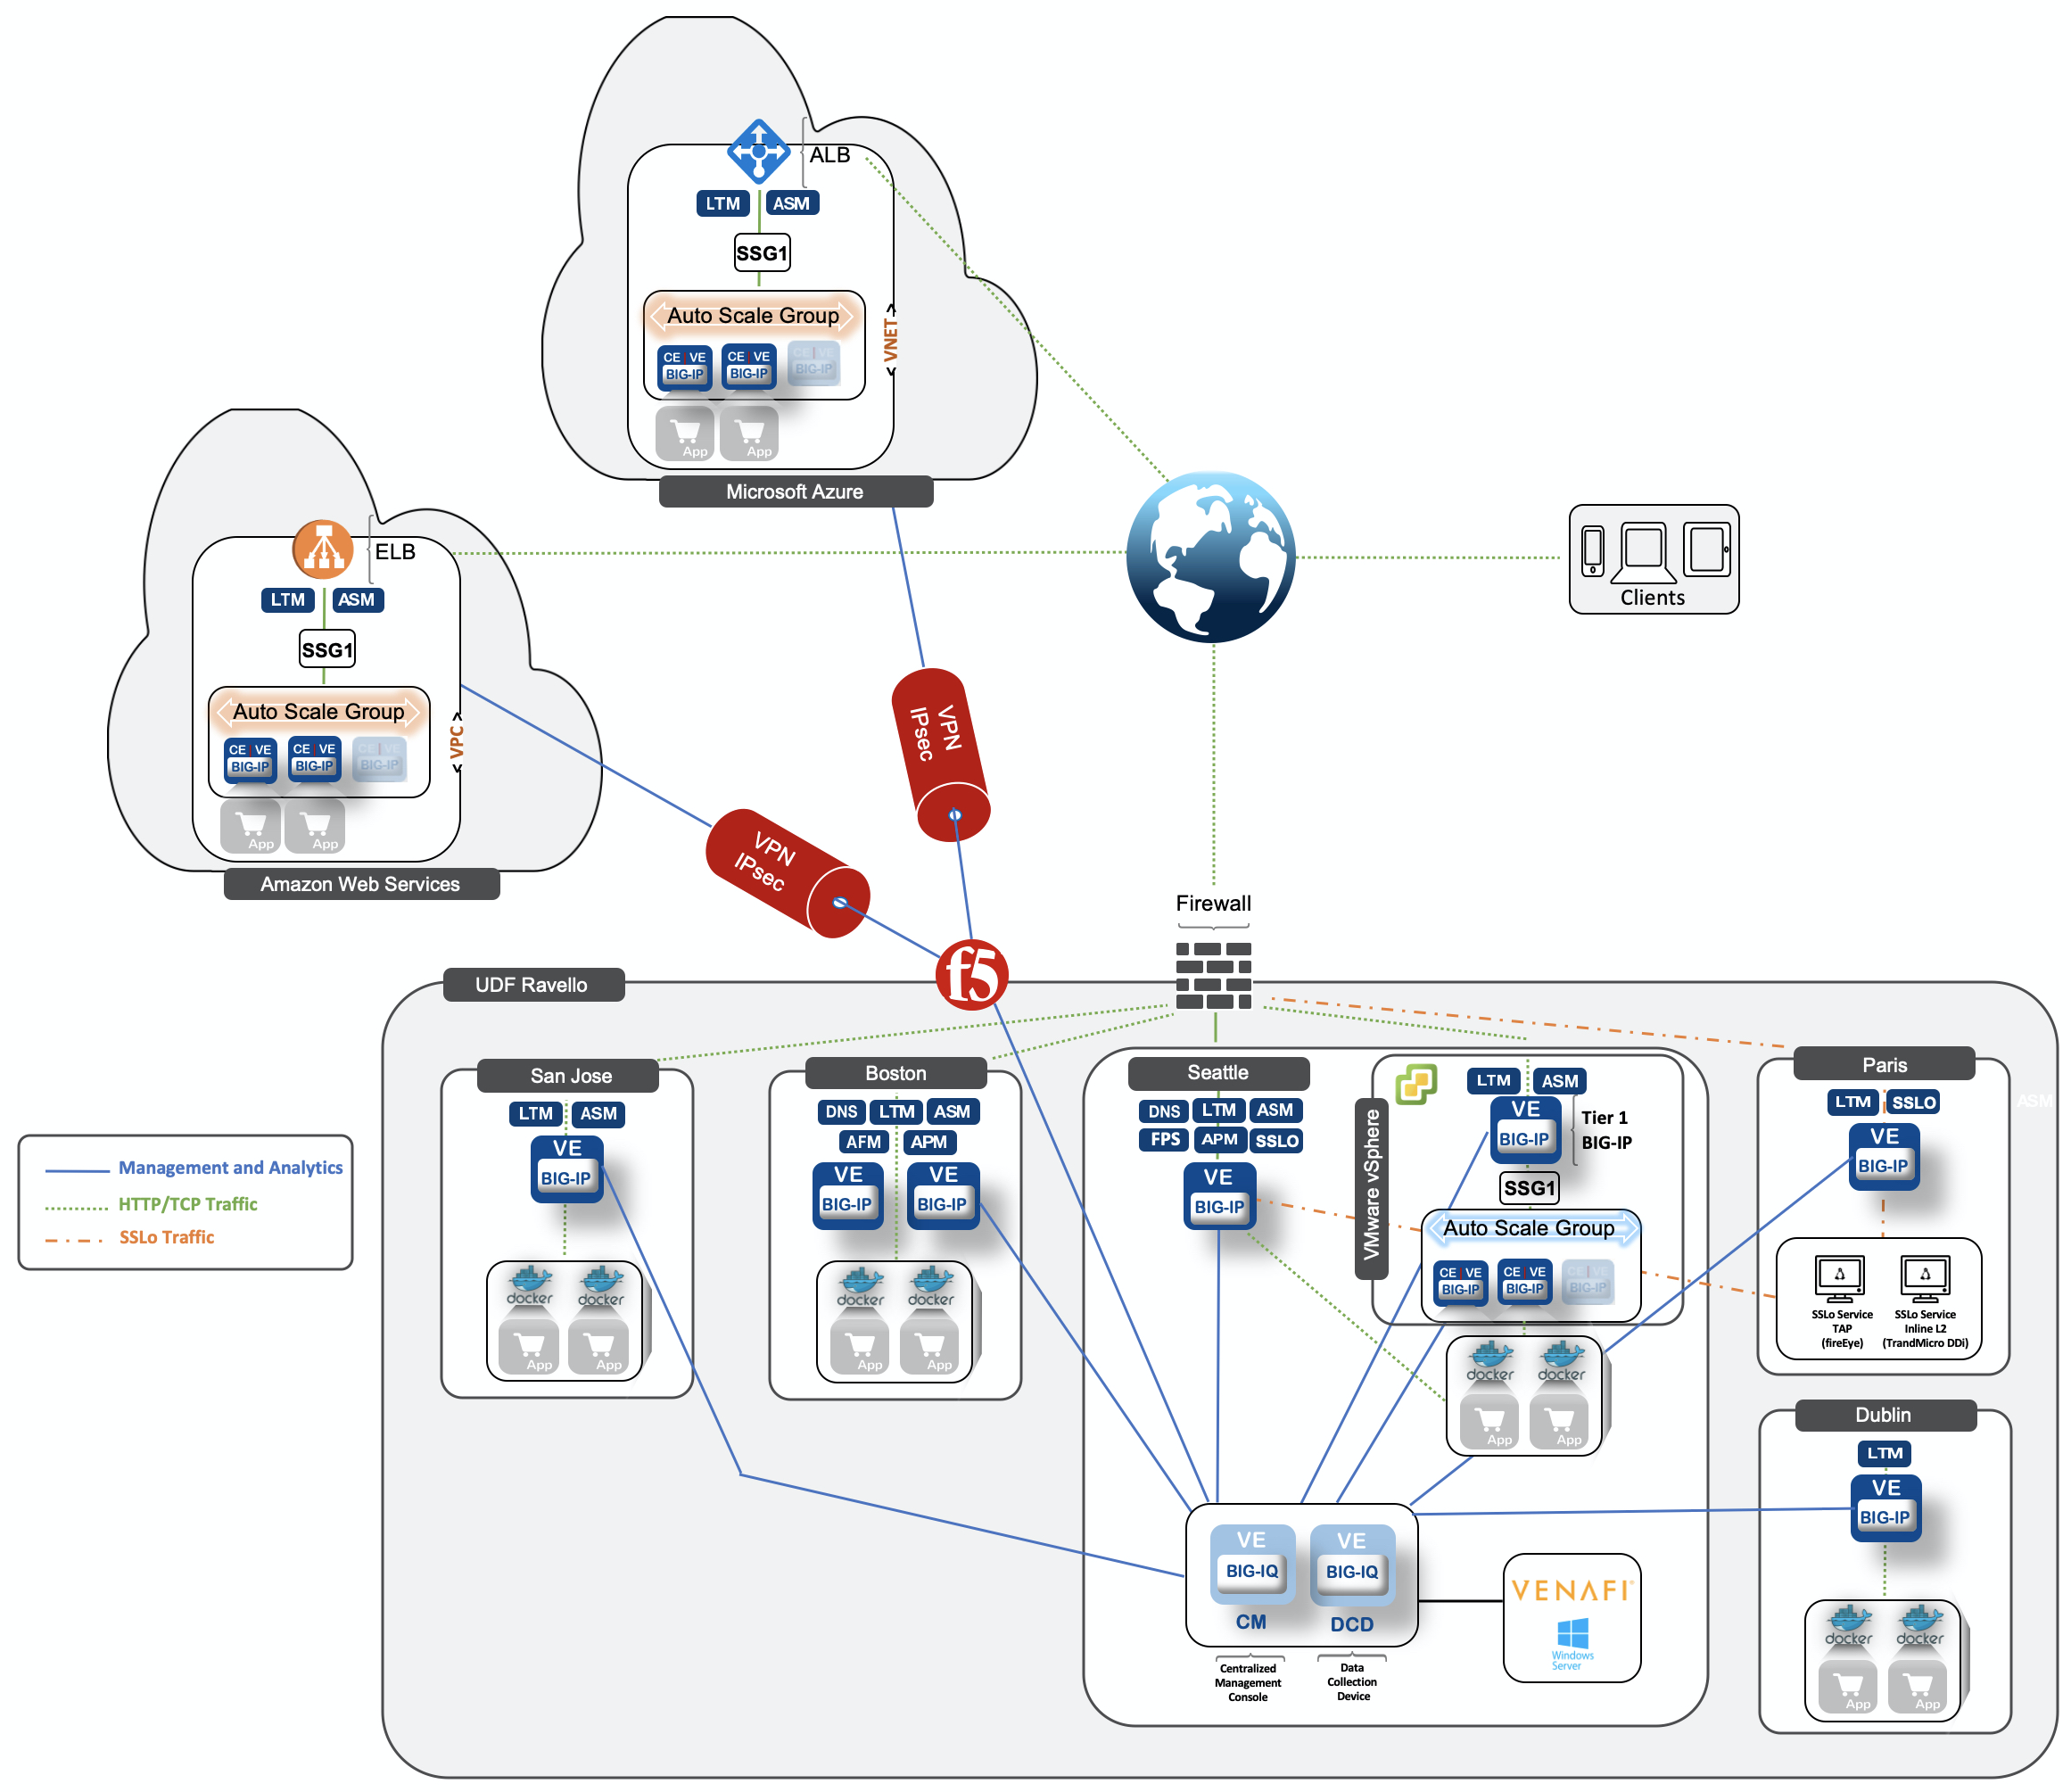 ALB
LTM
ASM
SSG1
Auto Scale Group
CE | VE
BIG-IP
CE | VE
BIG-IP
CE | VE
BIG-IP
VNET
App
App
Microsoft Azure
ELB
LTM
ASM
SSG1
Auto Scale Group
CE | VE
BIG-IP
CE | VE
BIG-IP
CE | VE
BIG-IP
VPC
App
App
Amazon Web Services
Clients
VPN
IPsec
VPN
IPsec
Firewall
f5
UDF Ravello
Management and Analytics
HTTP/TCP Traffic
SSLo Traffic
San Jose
LTM
ASM
VE
BIG-IP
docker
docker
App
App
Boston
DNS
LTM
ASM
AFM
APM
VE
BIG-IP
VE
BIG-IP
docker
docker
App
App
Seattle
DNS
LTM
ASM
FPS
APM
SSLO
VE
BIG-IP
VMware vSphere
LTM
ASM
VE
BIG-IP
Tier 1
BIG-IP
SSG1
Auto Scale Group
CE | VE
BIG-IP
CE | VE
BIG-IP
CE | VE
BIG-IP
docker
docker
App
App
VE
BIG-IQ
CM
VE
BIG-IQ
DCD
Centralized
Management
Console
Data
Collection
Device
VENAFI
Windows
Server
Paris
LTM
SSLO
ASM
VE
BIG-IP
SSLo Service
TAP
(fireEye)
SSLo Service
Inline L2
(TrandMicro DDi)
Dublin
LTM
VE
BIG-IP
docker
docker
App
App